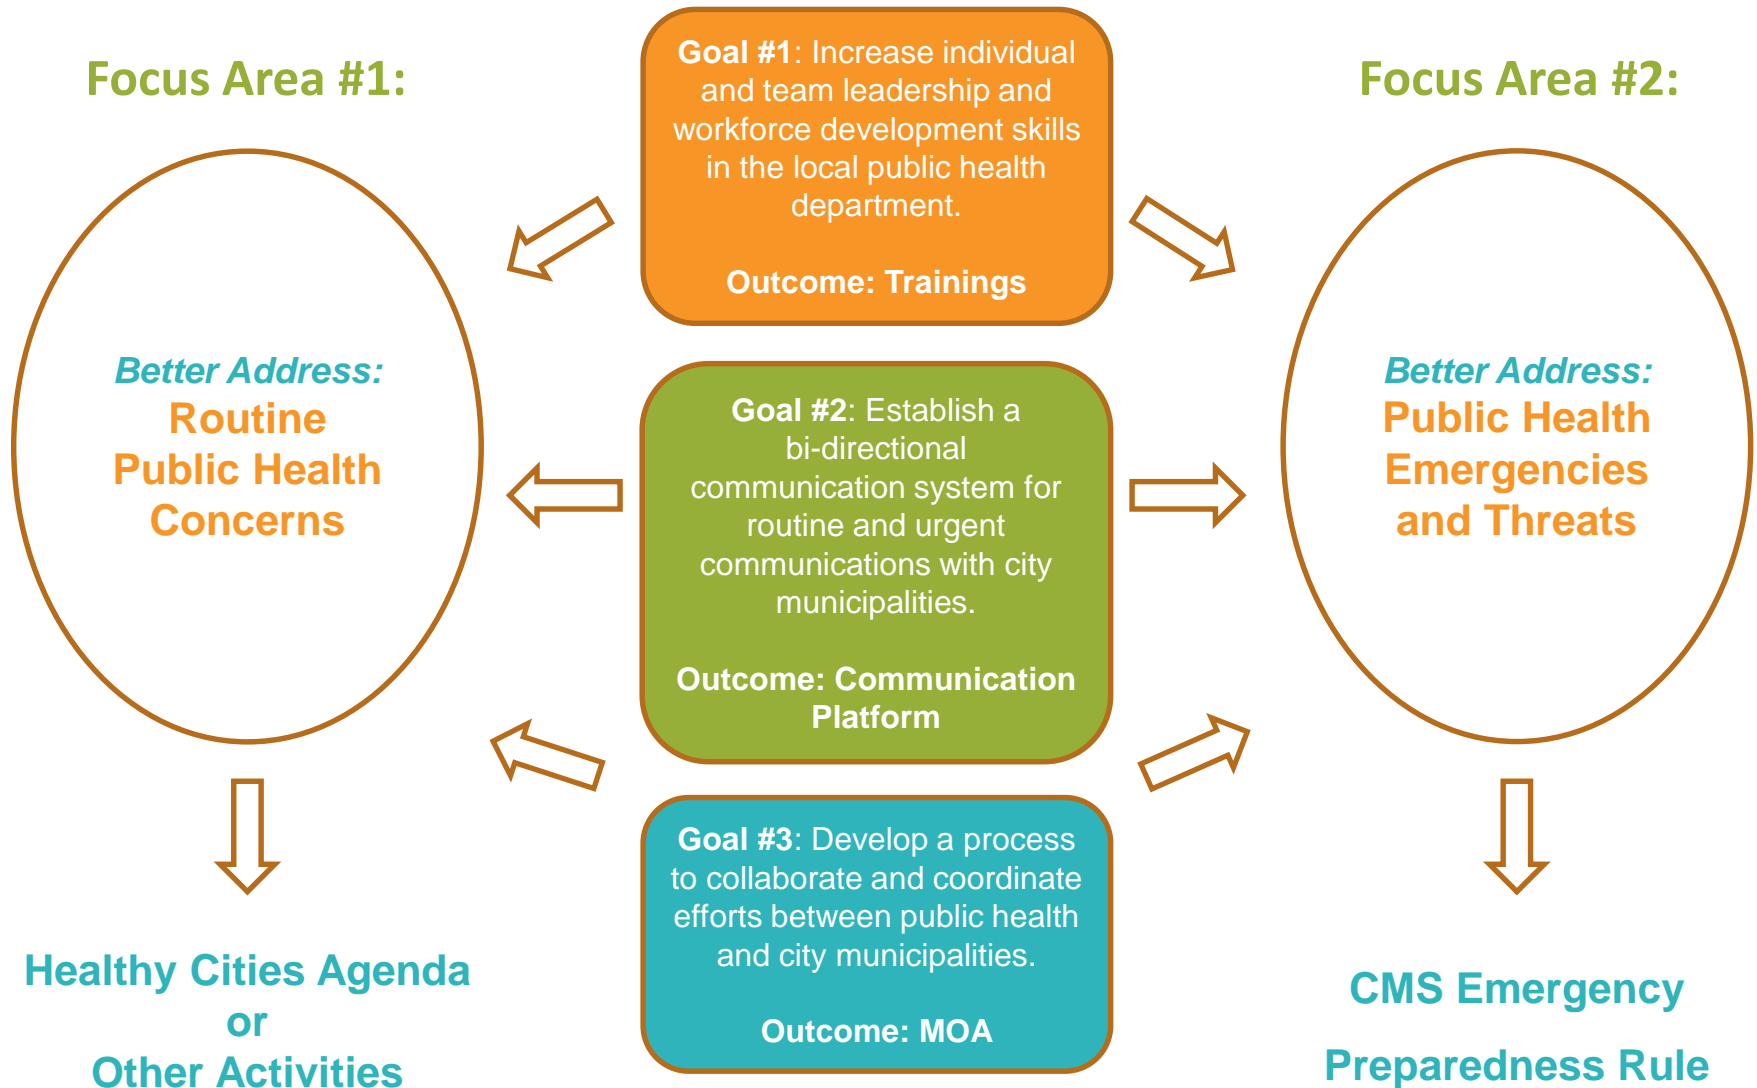 Focus Area #1:
Better Address:
Routine
Public Health
Concerns
Healthy Cities Agenda
or
Other Activities
Goal #1: Increase individual
and team leadership and
workforce development skills
in the local public health
department.
Outcome: Trainings
Goal #2: Establish a
bi-directional
communication system for
routine and urgent
communications with city
municipalities.
Outcome: Communication
Platform
Goal #3: Develop a process
to collaborate and coordinate
efforts between public health
and city municipalities.
Outcome: MOA
Focus Area #2:
Better Address:
Public Health
Emergencies
and Threats
CMS Emergency
Preparedness Rule